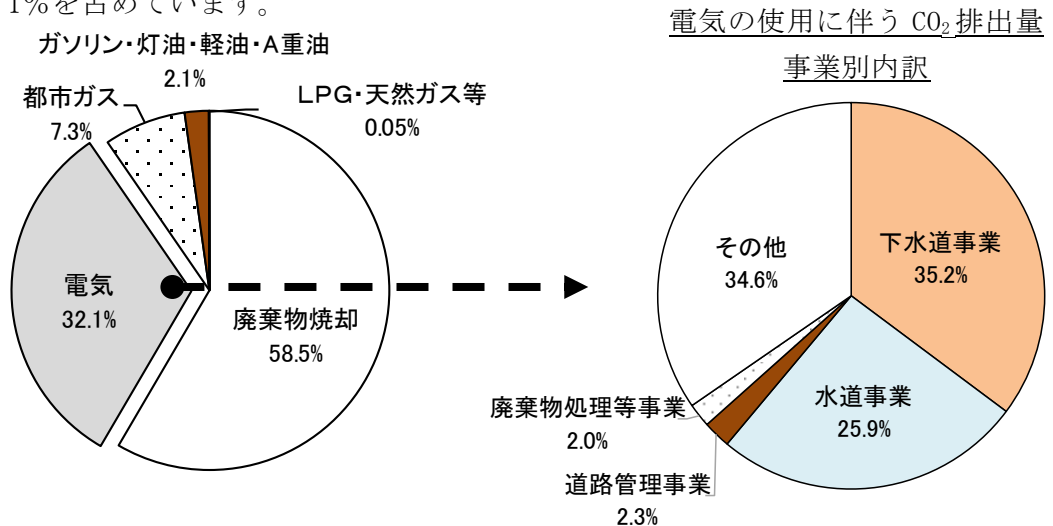 1%を占めています。
ガソリン・灯油・軽油・A重油
2.1%
都市ガス
7.3%
LPG・天然ガス等
0.05%
電気
32.1%
廃棄物焼却
58.5%
電気の使用に伴う CO₂排出量
事業別内訳
その他
34.6%
下水道事業
35.2%
水道事業
25.9%
廃棄物処理等事業
2.0%
道路管理事業
2.3%